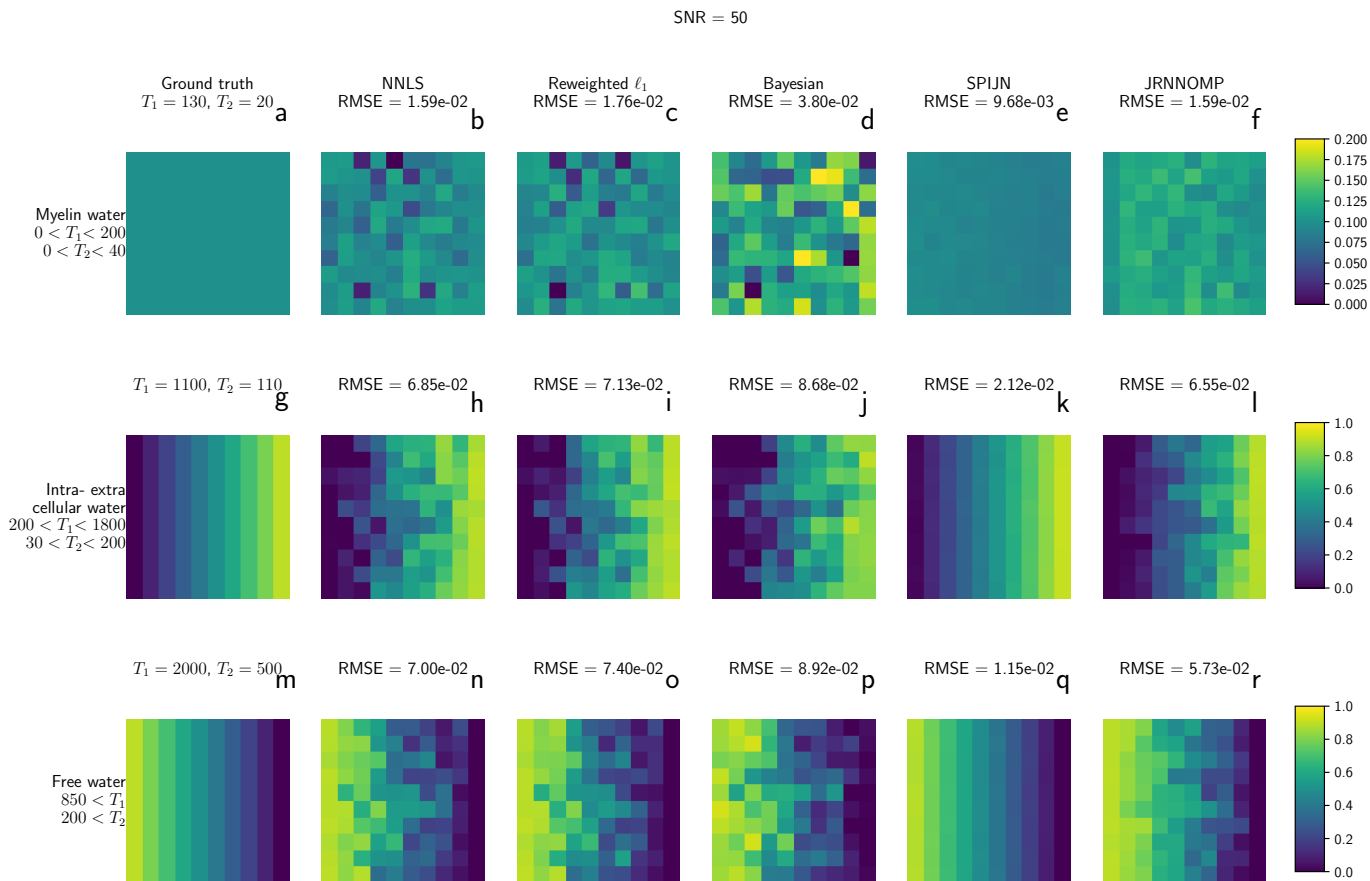 SNR = 50
Ground truth
T₁ = 130, T₂ = 20
a
NNLS
RMSE = 1.59e-02
b
Reweighted ℓ₁
RMSE = 1.76e-02
c
Bayesian
RMSE = 3.80e-02
d
SPIJN
RMSE = 9.68e-03
e
JRNNOMP
RMSE = 1.59e-02
f
Myelin water
0 < T₁< 200
0 < T₂< 40
0.200
0.175
0.150
0.125
0.100
0.075
0.050
0.025
0.000
T₁ = 1100, T₂ = 110
g
RMSE = 6.85e-02
h
RMSE = 7.13e-02
i
RMSE = 8.68e-02
j
RMSE = 2.12e-02
k
RMSE = 6.55e-02
l
Intra- extra
cellular water
200 < T₁< 1800
30 < T₂< 200
1.0
0.8
0.6
0.4
0.2
0.0
T₁ = 2000, T₂ = 500
m
RMSE = 7.00e-02
n
RMSE = 7.40e-02
o
RMSE = 8.92e-02
p
RMSE = 1.15e-02
q
RMSE = 5.73e-02
r
Free water
850 < T₁
200 < T₂
1.0
0.8
0.6
0.4
0.2
0.0